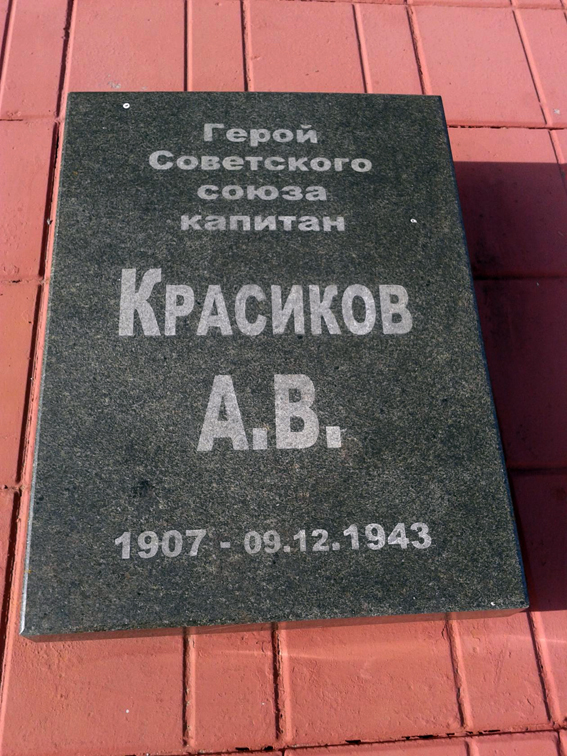 Герой
Советского
союза
капитан
Красиков
А.В.
1907 - 09.12.1943